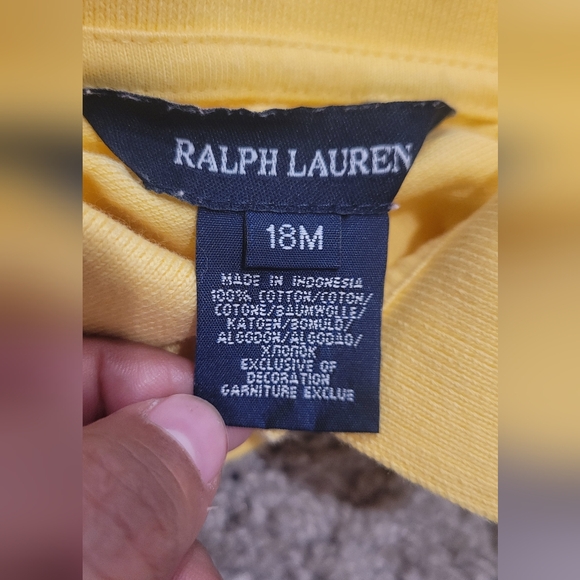 RALPH LAUREN
18M
MADE IN INDONESIA
100% COTTON/COTON/
COTONE/BAUMWOLLE/
KATOEN/BOMULD/
ALGODON/ALGODAO/
ХЛОПОК
EXCLUSIVE OF
DECORATION
GARNITURE EXCLUE